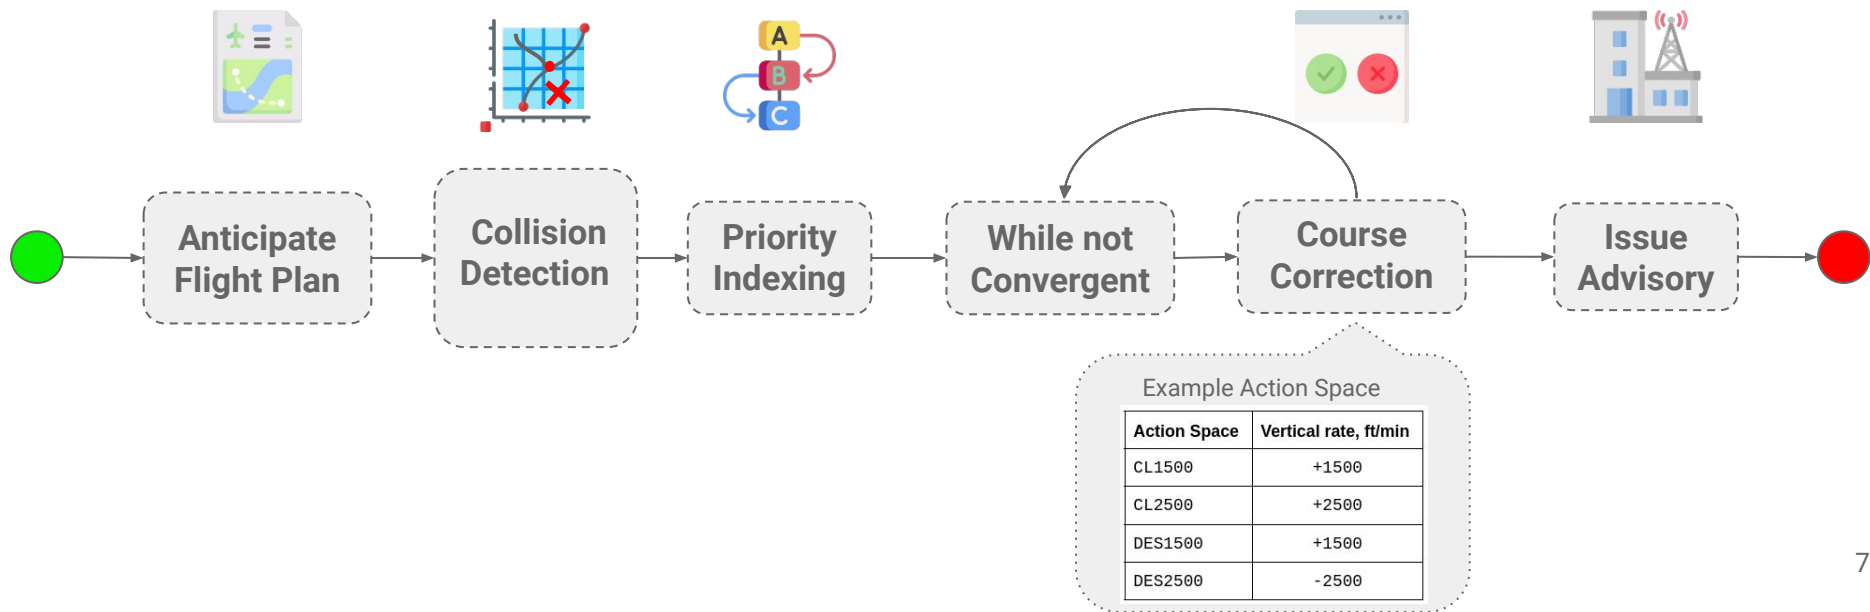 A
B
C
Anticipate
Flight Plan
Collision
Detection
Priority
Indexing
While not
Convergent
Course
Correction
Issue
Advisory
Example Action Space
Action Space Vertical rate, ft/min
CL1500 +1500
CL2500 +2500
DES1500 +1500
DES2500 -2500
7